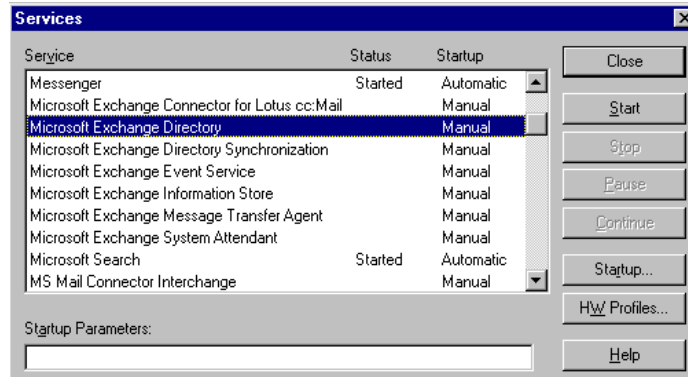 Services
Service Status Startup
Messenger Started Automatic
Microsoft Exchange Connector for Lotus cc:Mail Manual
Microsoft Exchange Directory Manual
Microsoft Exchange Directory Synchronization Manual
Microsoft Exchange Event Service Manual
Microsoft Exchange Information Store Manual
Microsoft Exchange Message Transfer Agent Manual
Microsoft Exchange System Attendant Manual
Microsoft Search Started Automatic
MS Mail Connector Interchange Manual
Startup Parameters:
Close
Start
Stop
Pause
Continue
Startup...
HW Profiles...
Help